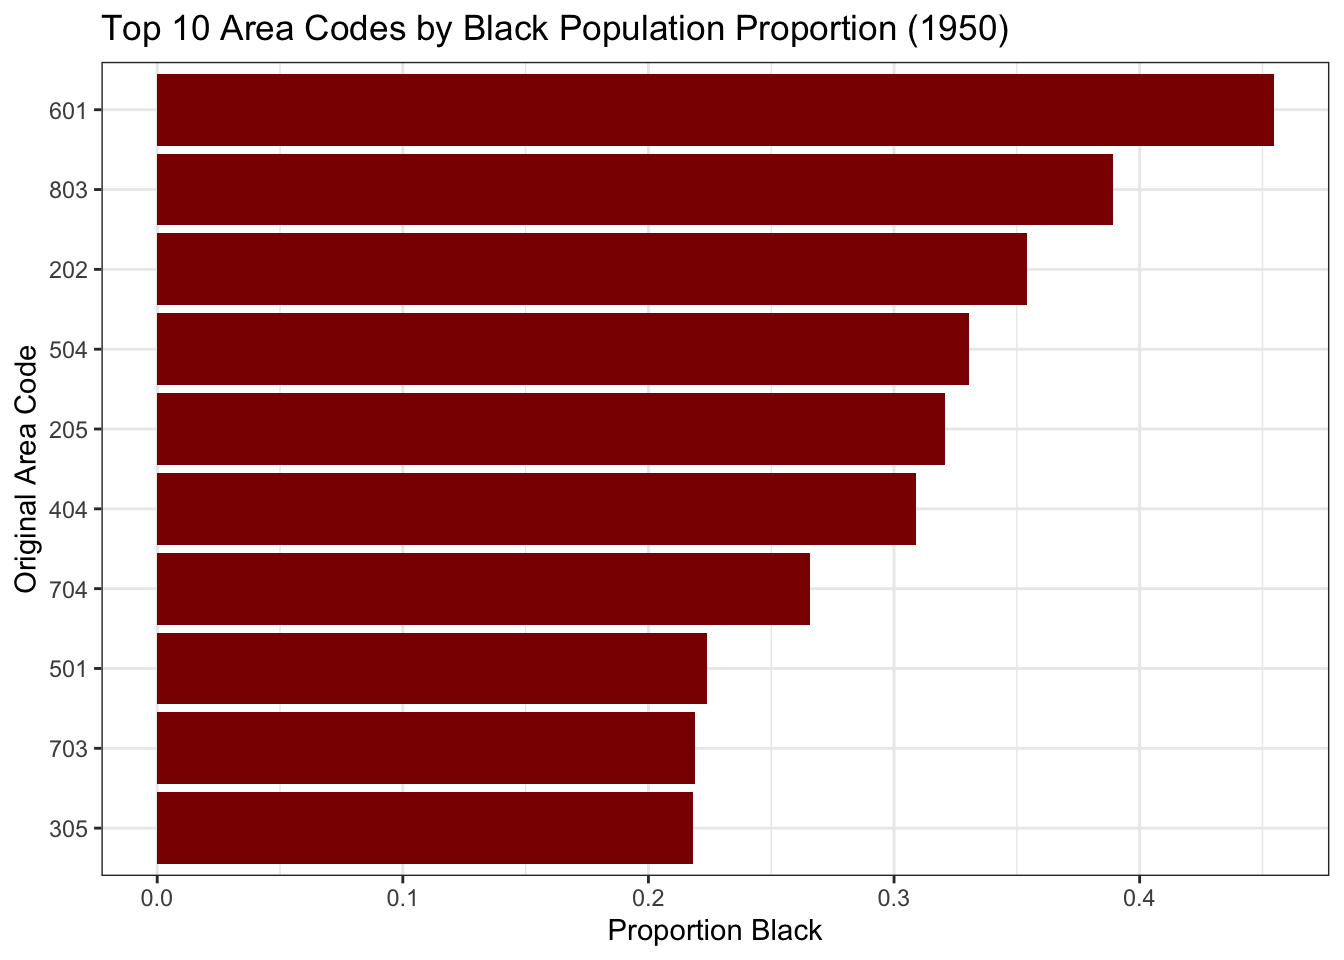 Top 10 Area Codes by Black Population Proportion (1950)
Original Area Code
601
803
202
504
205
404
704
501
703
305
0.0 0.1 0.2 0.3 0.4
Proportion Black